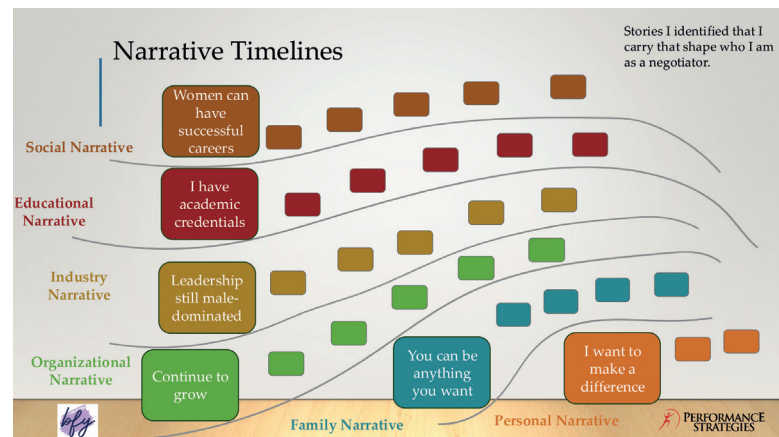 Narrative Timelines
Stories I identified that I
carry that shape who I am
as a negotiator.
Women can
have
successful
careers
Social Narrative
I have
academic
credentials
Educational
Narrative
Industry
Narrative
Leadership
still male-
dominated
Organizational
Narrative
Continue to
grow
You can be
anything
you want
I want to
make a
difference
Family Narrative
Personal Narrative
bfy
PERFORMANCE
STRATEGIES